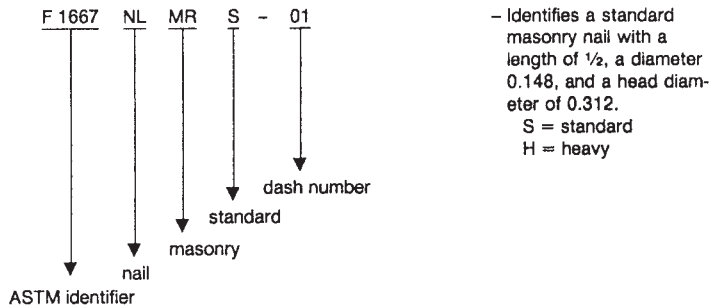 F 1667 NL MR S - 01
dash number
standard
masonry
nail
ASTM identifier
– Identifies a standard
masonry nail with a
length of ½, a diameter
0.148, and a head diam-
eter of 0.312.
S = standard
H = heavy